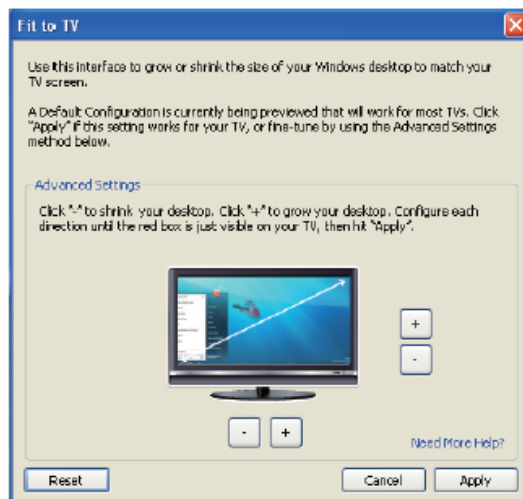 Fit to TV
Use this interface to grow or shrink the size of your Windows desktop to match your
TV screen.
A Default Configuration is currently being previewed that will work for most TVs. Click
"Apply" if this setting works for your TV, or fine-tune by using the Advanced Settings
method below.
Advanced Settings
Click "-" to shrink your desktop. Click "+" to grow your desktop. Configure each
direction until the red box is just visible on your TV, then hit "Apply".
+
-
- +
Need More Help?
Reset Cancel Apply